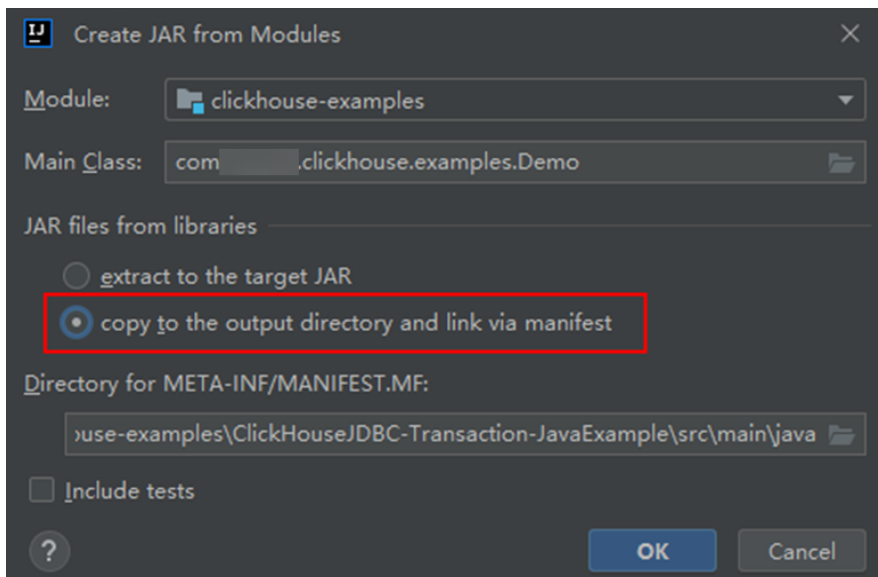 IJ
Create JAR from Modules
Module: clickhouse-examples
Main Class: com .clickhouse.examples.Demo
JAR files from libraries
extract to the target JAR
copy to the output directory and link via manifest
Directory for META-INF/MANIFEST.MF:
ouse-examples\ClickHouseJDBC-Transaction-JavaExample\src\main\java
Include tests
? OK Cancel